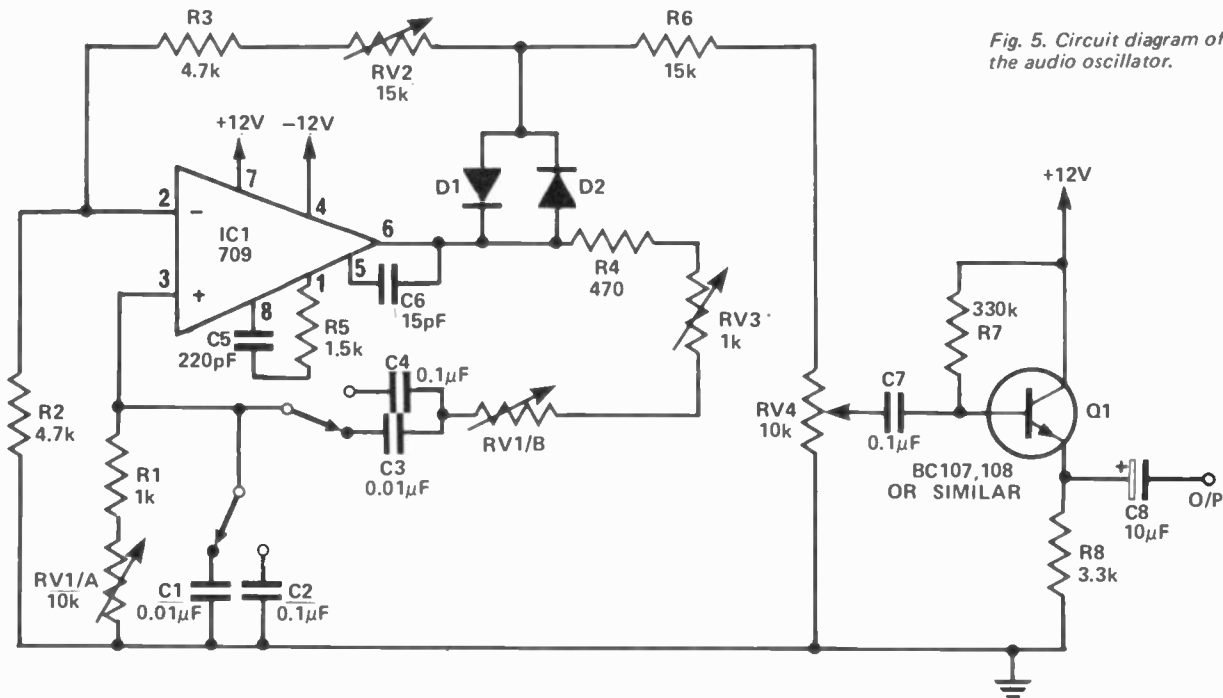 Fig. 5. Circuit diagram of
the audio oscillator.
R3
4.7k
RV2
15k
R6
15k
+12V
-12V
7
4
2
−
IC1
709
3
+
6
5
1
8
C6
15pF
R5
1.5k
C5
220pF
D1
D2
R4
470
RV3
1k
C4
0.1µF
C3
0.01µF
RV1/B
R2
4.7k
R1
1k
RV1/A
10k
C1
0.01µF
C2
0.1µF
RV4
10k
C7
0.1µF
+12V
330k
R7
Q1
BC107,108
OR SIMILAR
+
C8
10µF
O/P
R8
3.3k